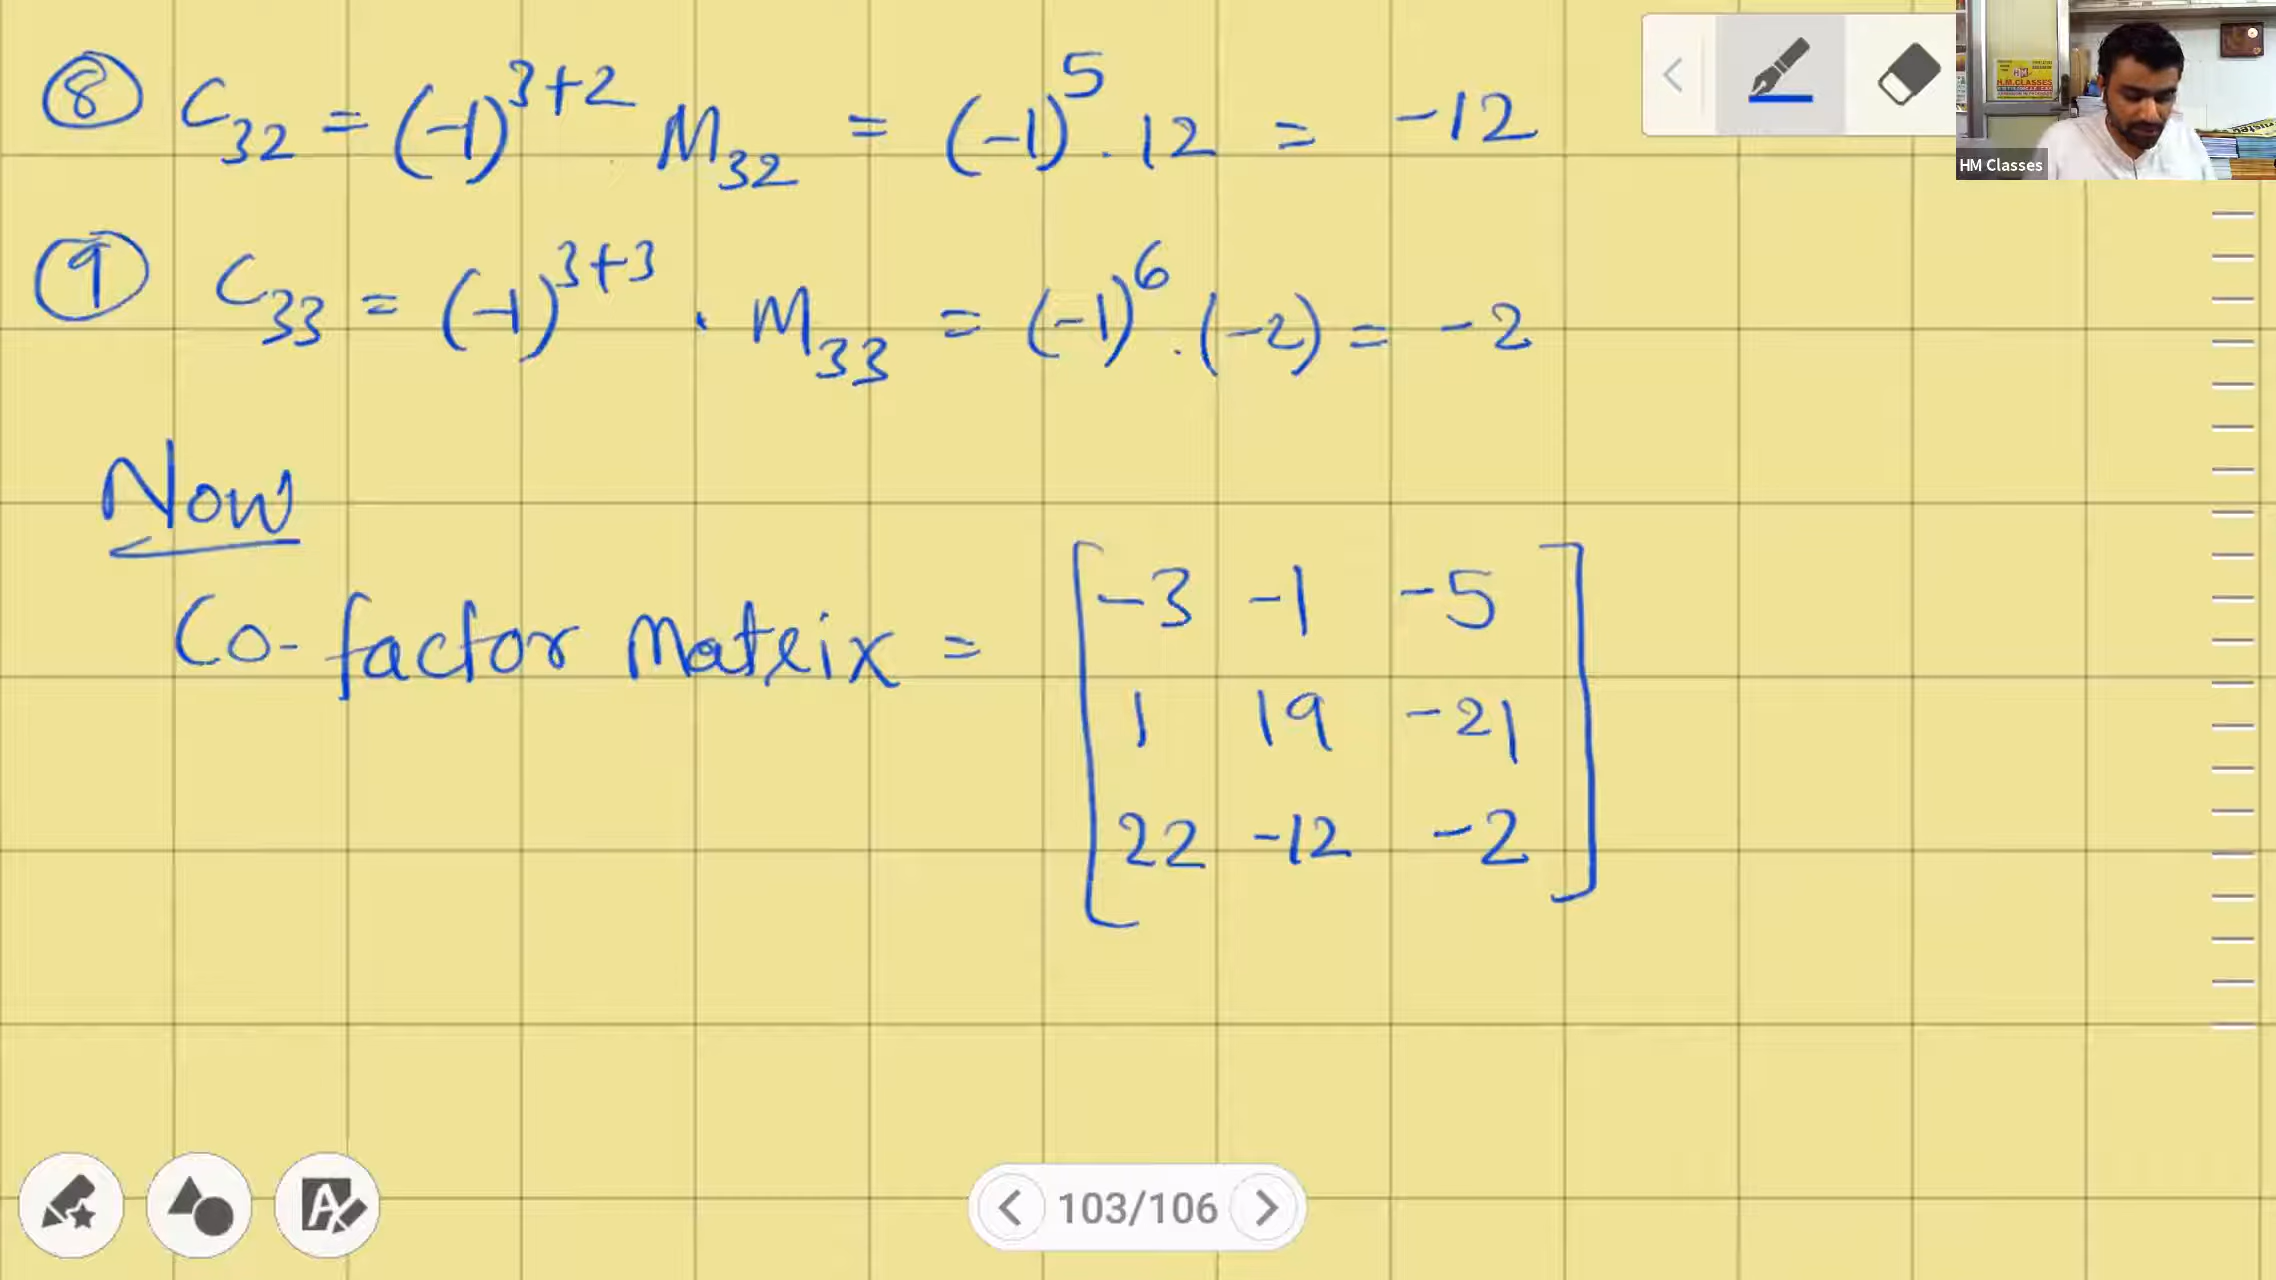 ⑧ C₃₂ = (-1)³⁺² M₃₂ = (-1)⁵ . 12 = -12
HM Classes
⑨ C₃₃ = (-1)³⁺³ . M₃₃ = (-1)⁶ . (-2) = -2
Now
Co-factor Matrix = [ -3 -1 -5
1 19 -21
22 -12 -2 ]
103/106